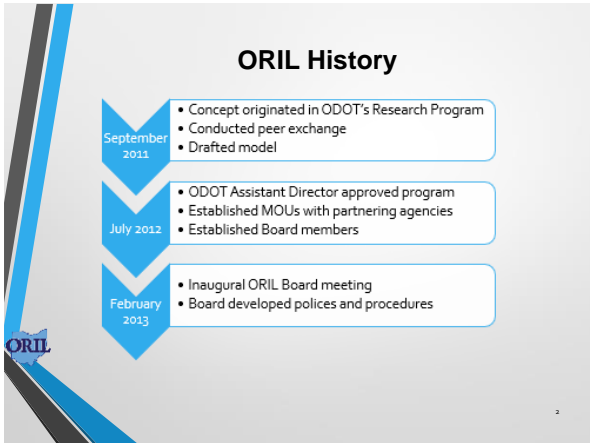 ORIL History
September
2011
• Concept originated in ODOT's Research Program
• Conducted peer exchange
• Drafted model
July 2012
• ODOT Assistant Director approved program
• Established MOUs with partnering agencies
• Established Board members
February
2013
• Inaugural ORIL Board meeting
• Board developed polices and procedures
ORIL
2